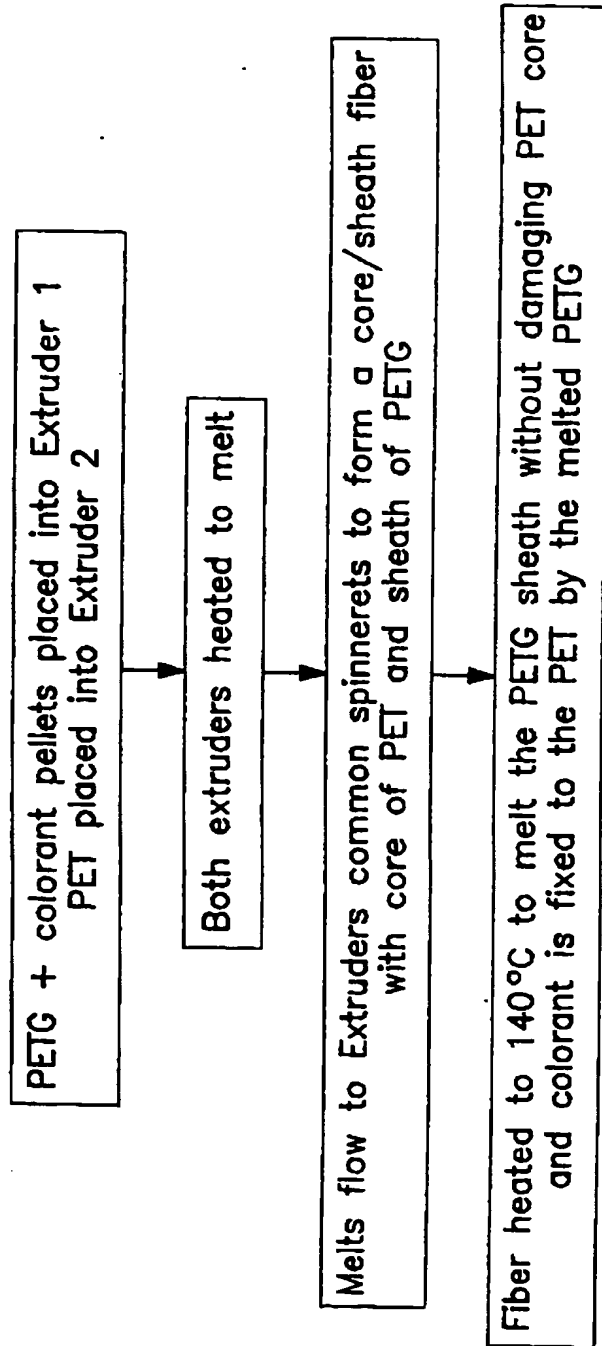 PETG + colorant pellets placed into Extruder 1
PET placed into Extruder 2
Both extruders heated to melt
Melts flow to Extruders common spinnerets to form a core/sheath fiber
with core of PET and sheath of PETG
Fiber heated to 140°C to melt the PETG sheath without damaging PET core
and colorant is fixed to the PET by the melted PETG